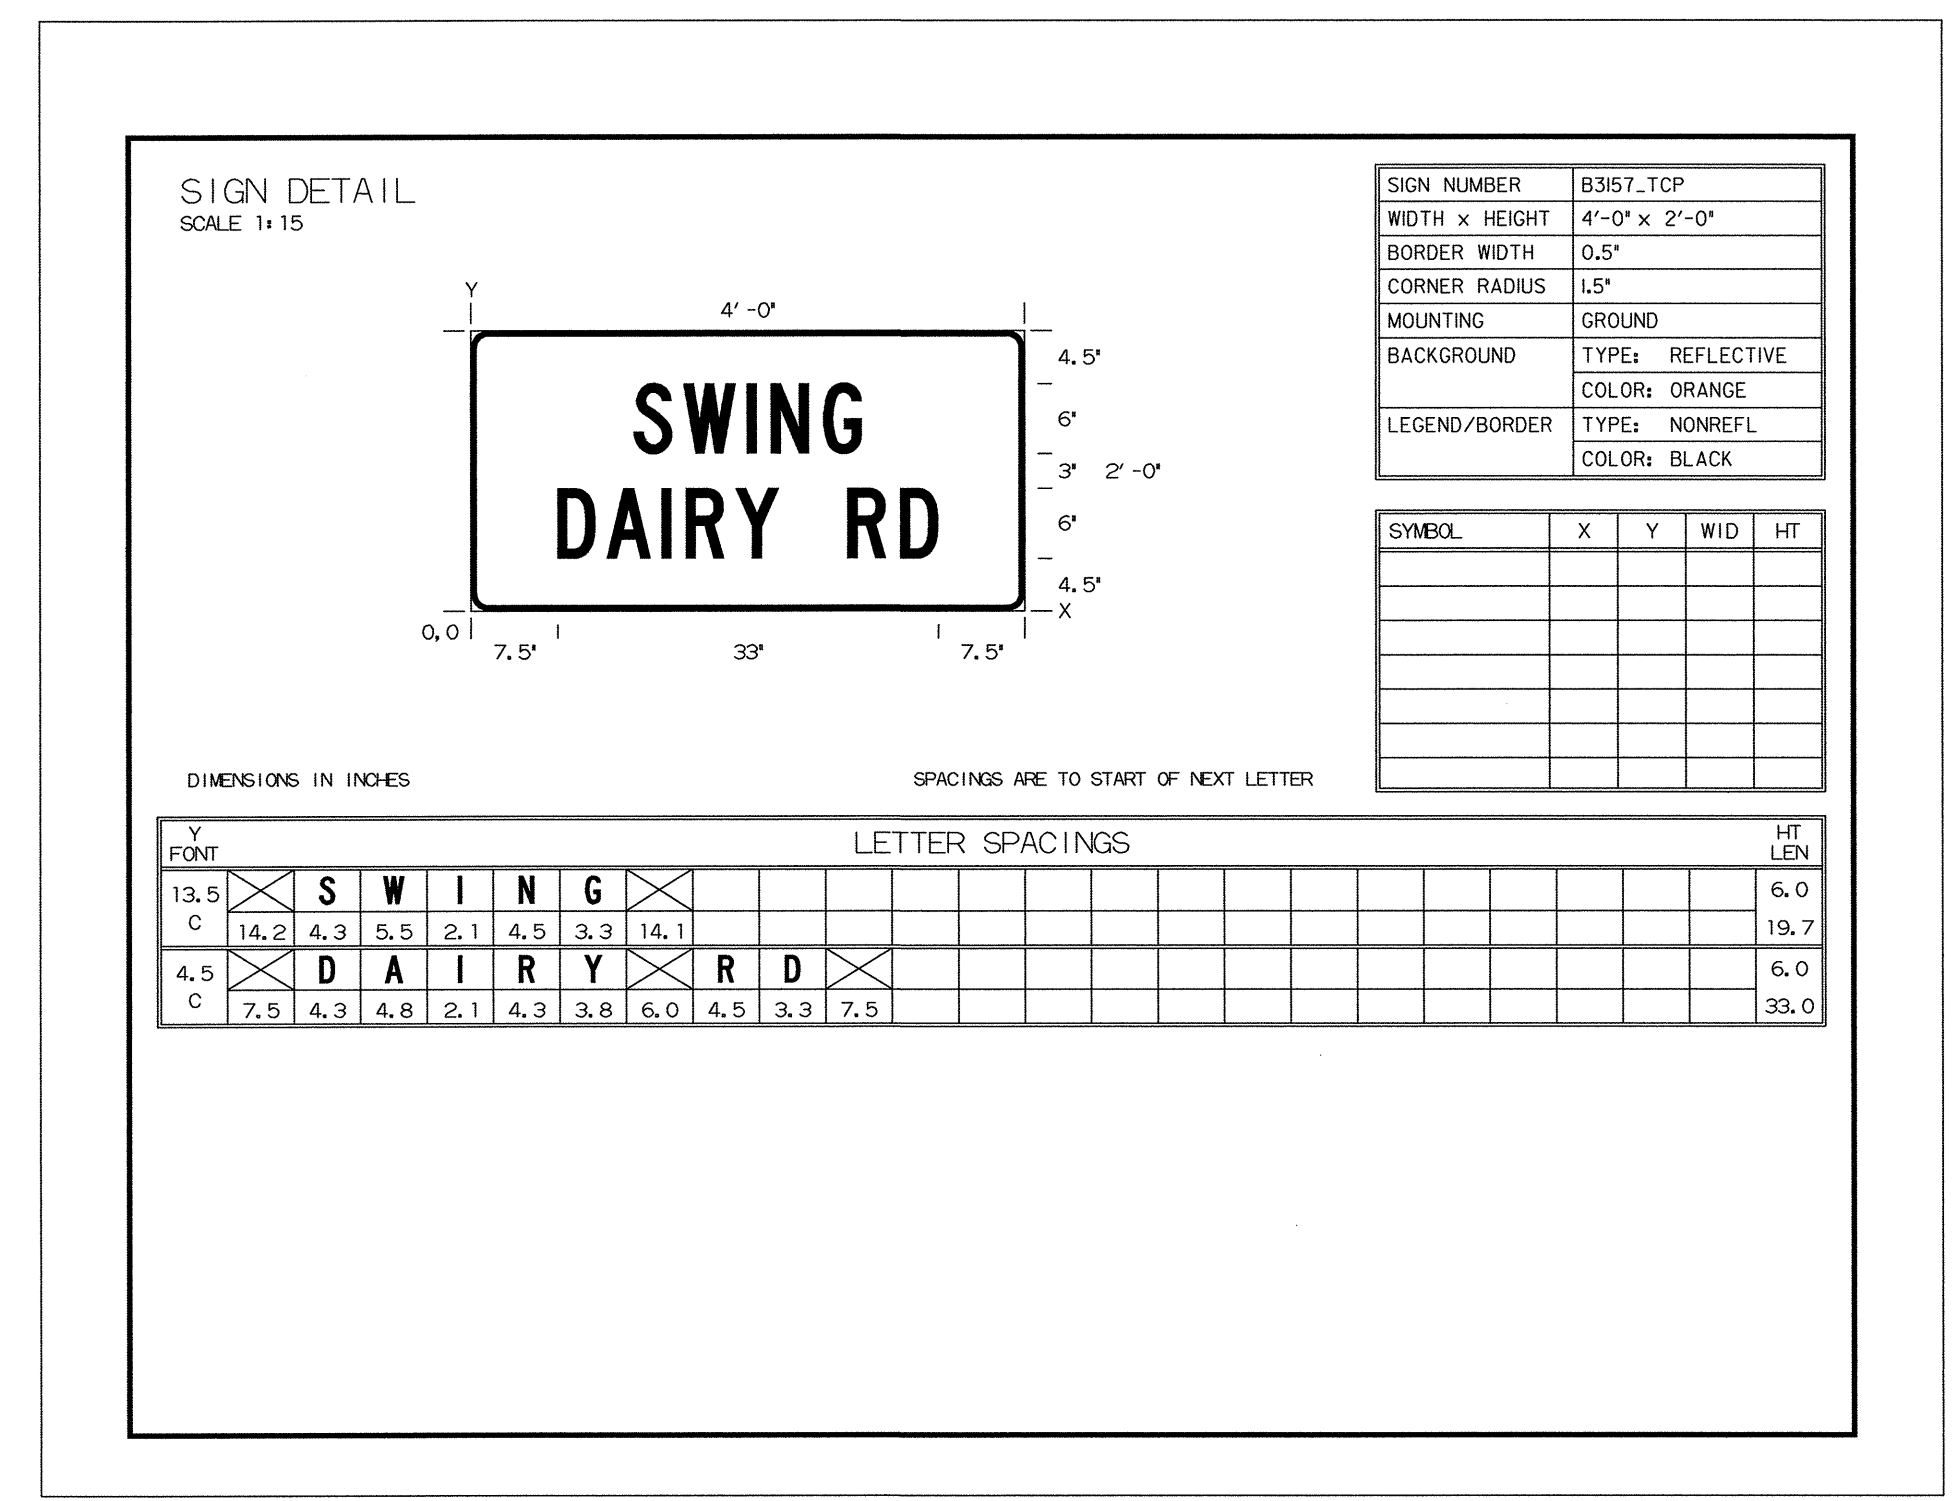 SIGN DETAIL
SCALE 1:15
Y
4'-0"
SWING
DAIRY RD
4.5"
6"
3" 2'-0"
6"
4.5"
X
0,0
7.5" 33" 7.5"
SIGN NUMBER B3157_TCP
WIDTH x HEIGHT 4'-0" x 2'-0"
BORDER WIDTH 0.5"
CORNER RADIUS 1.5"
MOUNTING GROUND
BACKGROUND TYPE: REFLECTIVE
COLOR: ORANGE
LEGEND/BORDER TYPE: NONREFL
COLOR: BLACK
SYMBOL X Y WID HT
DIMENSIONS IN INCHES SPACINGS ARE TO START OF NEXT LETTER
Y FONT LETTER SPACINGS HT LEN
13.5 S W I N G 6.0
C 14.2 4.3 5.5 2.1 4.5 3.3 14.1 19.7
4.5 D A I R Y R D 6.0
C 7.5 4.3 4.8 2.1 4.3 3.8 6.0 4.5 3.3 7.5 33.0